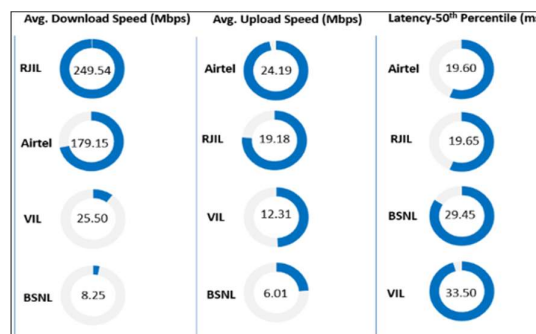 Avg. Download Speed (Mbps)
RJIL
249.54
Airtel
179.15
VIL
25.50
BSNL
8.25
Avg. Upload Speed (Mbps)
Airtel
24.19
RJIL
19.18
VIL
12.31
BSNL
6.01
Latency-50th Percentile (ms
Airtel
19.60
RJIL
19.65
BSNL
29.45
VIL
33.50